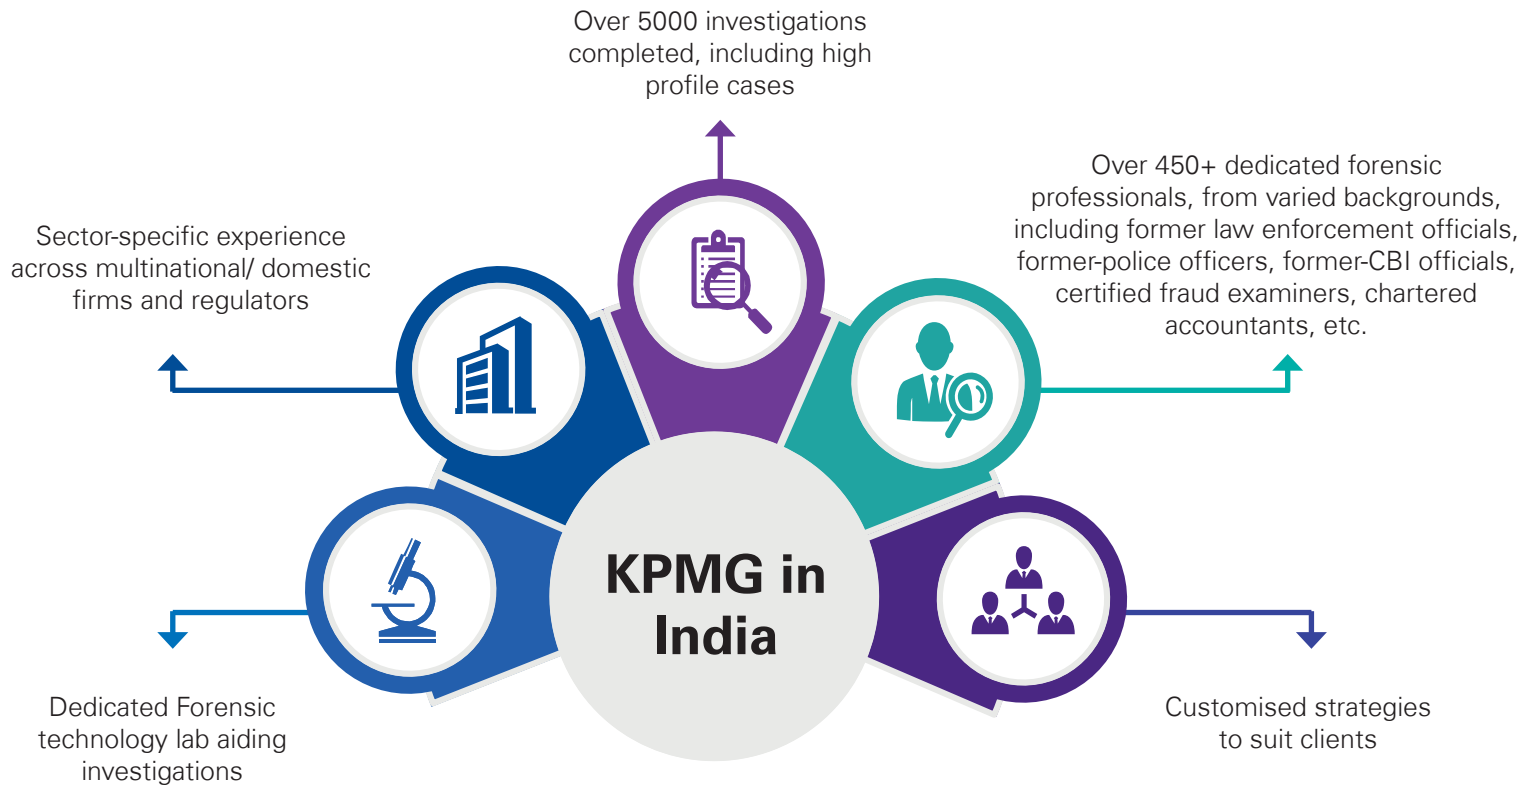 Over 5000 investigations
completed, including high
profile cases
Over 450+ dedicated forensic
professionals, from varied backgrounds,
including former law enforcement officials,
former-police officers, former-CBI officials,
certified fraud examiners, chartered
accountants, etc.
Sector-specific experience
across multinational/ domestic
firms and regulators
KPMG in
India
Dedicated Forensic
technology lab aiding
investigations
Customised strategies
to suit clients